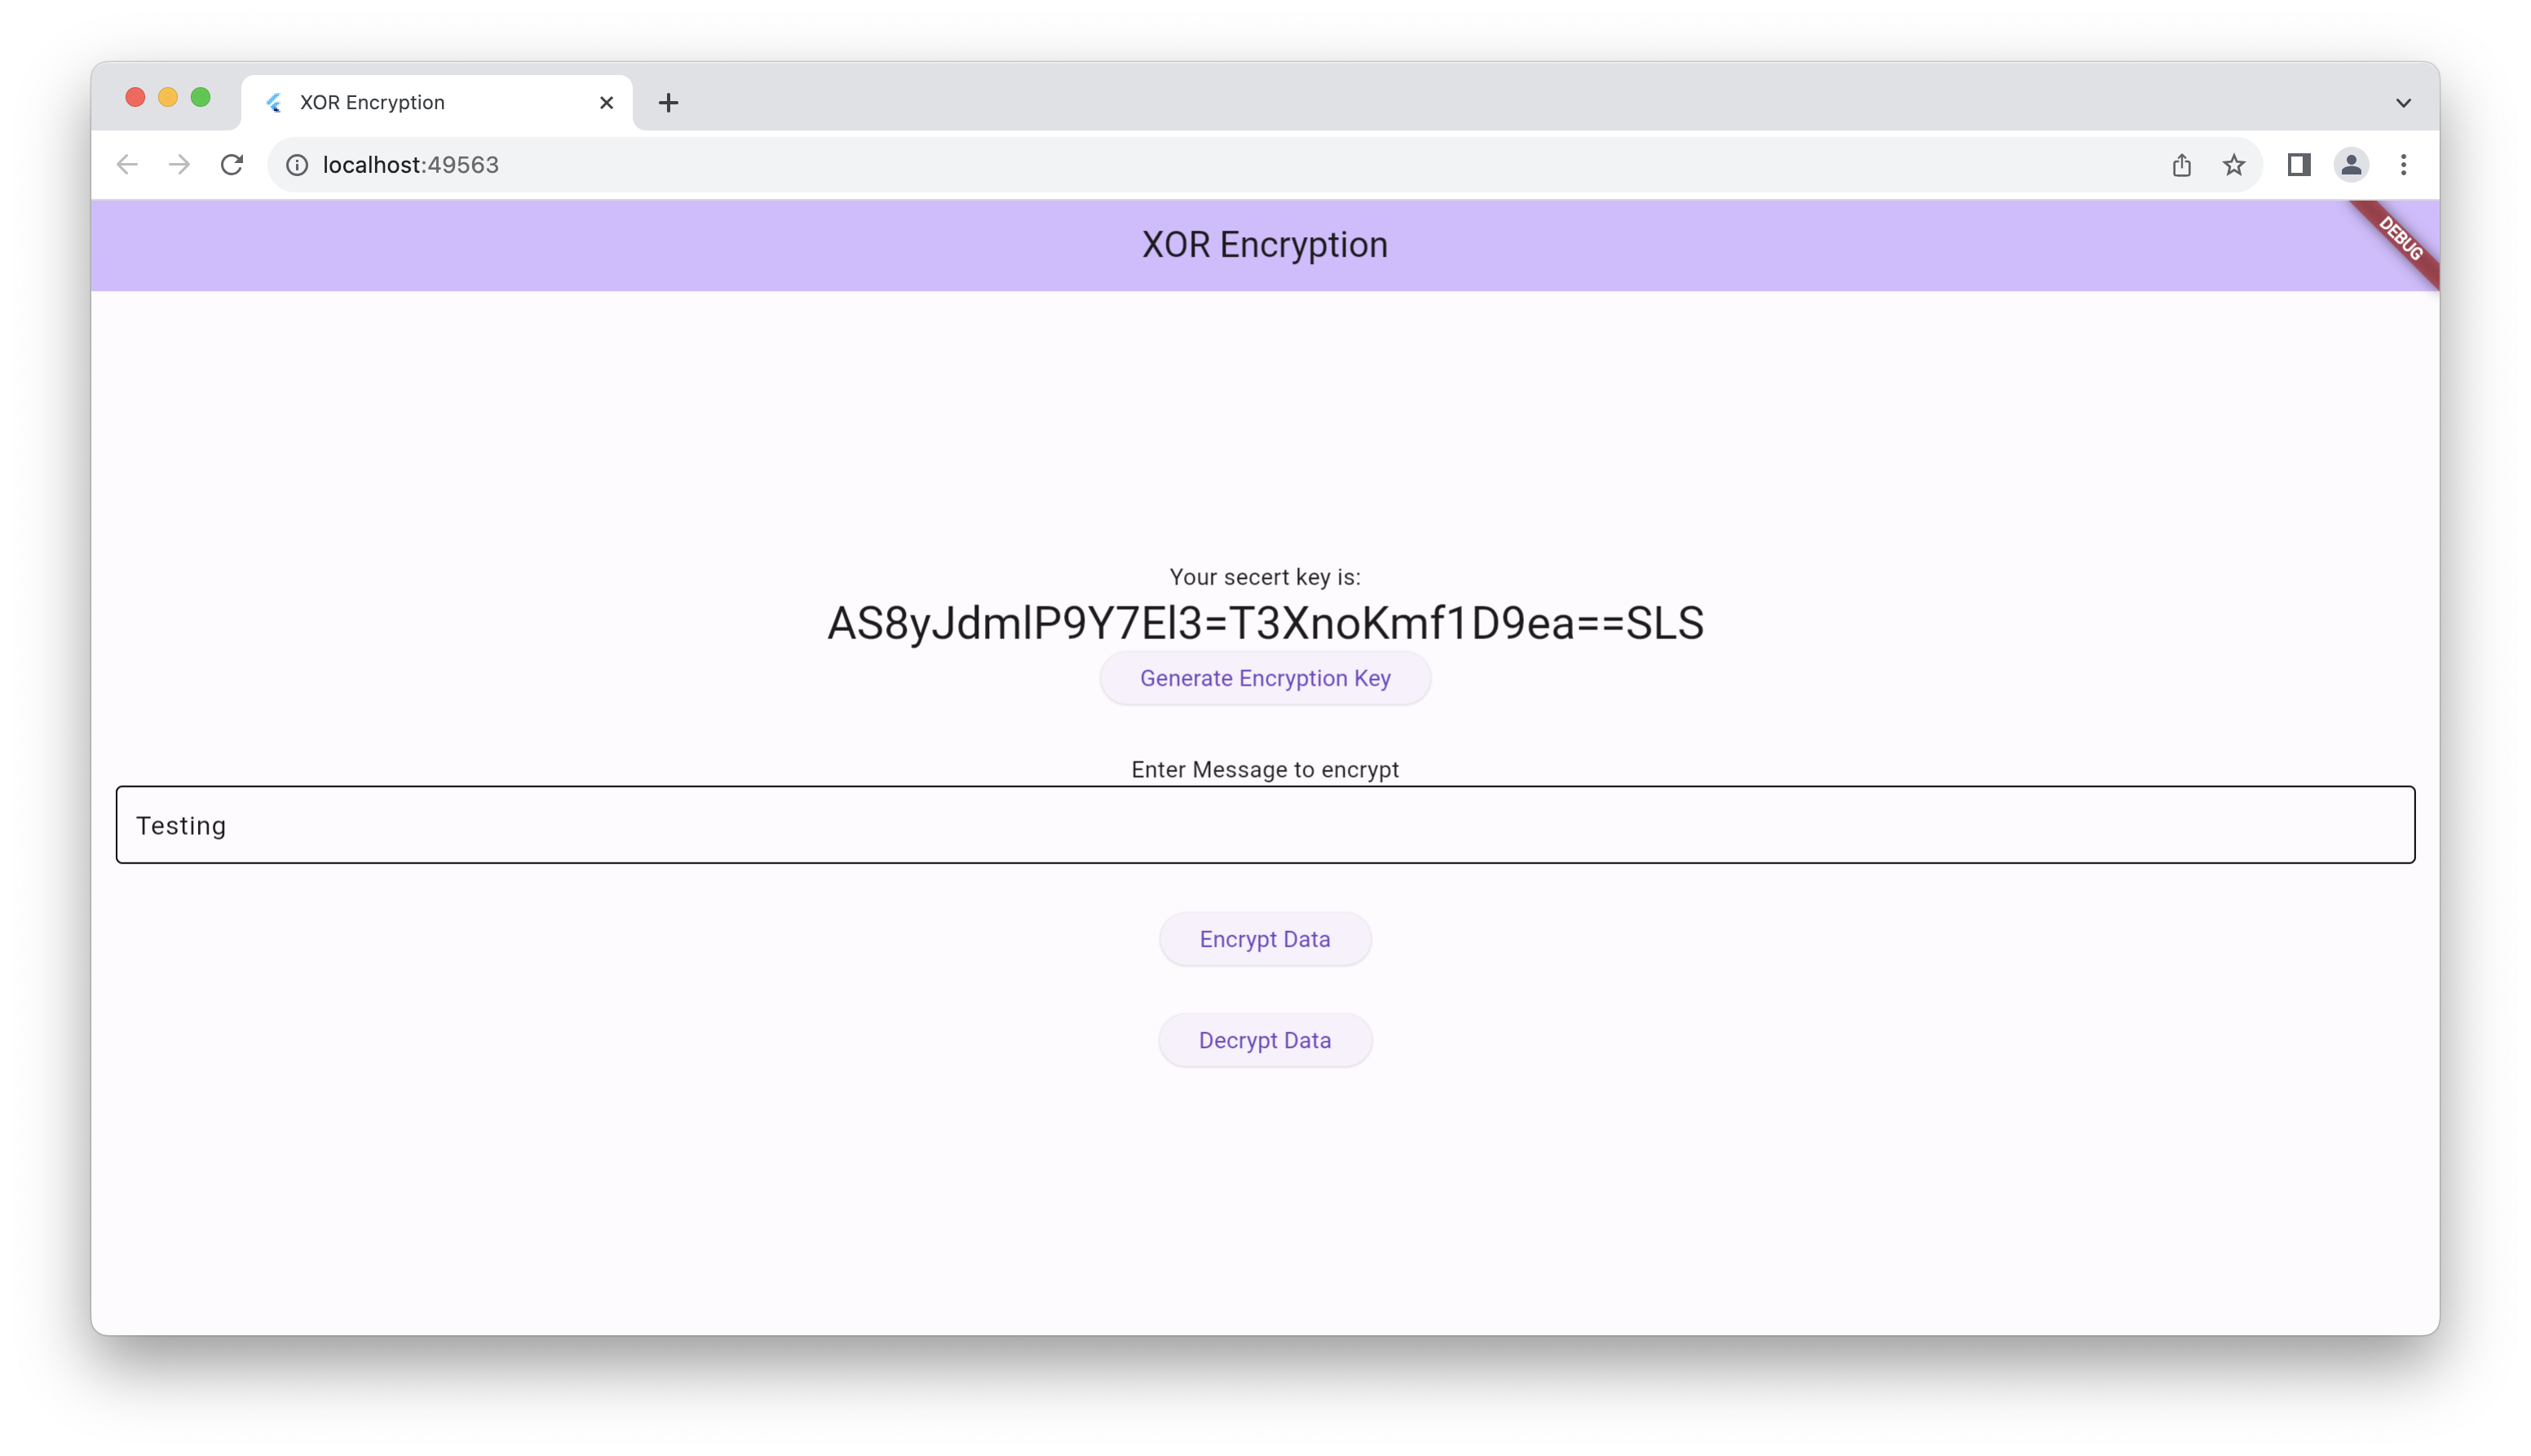 XOR Encryption
localhost:49563
XOR Encryption
DEBUG
Your secert key is:
AS8yJdmlP9Y7El3=T3XnoKmf1D9ea==SLS
Generate Encryption Key
Enter Message to encrypt
Testing
Encrypt Data
Decrypt Data